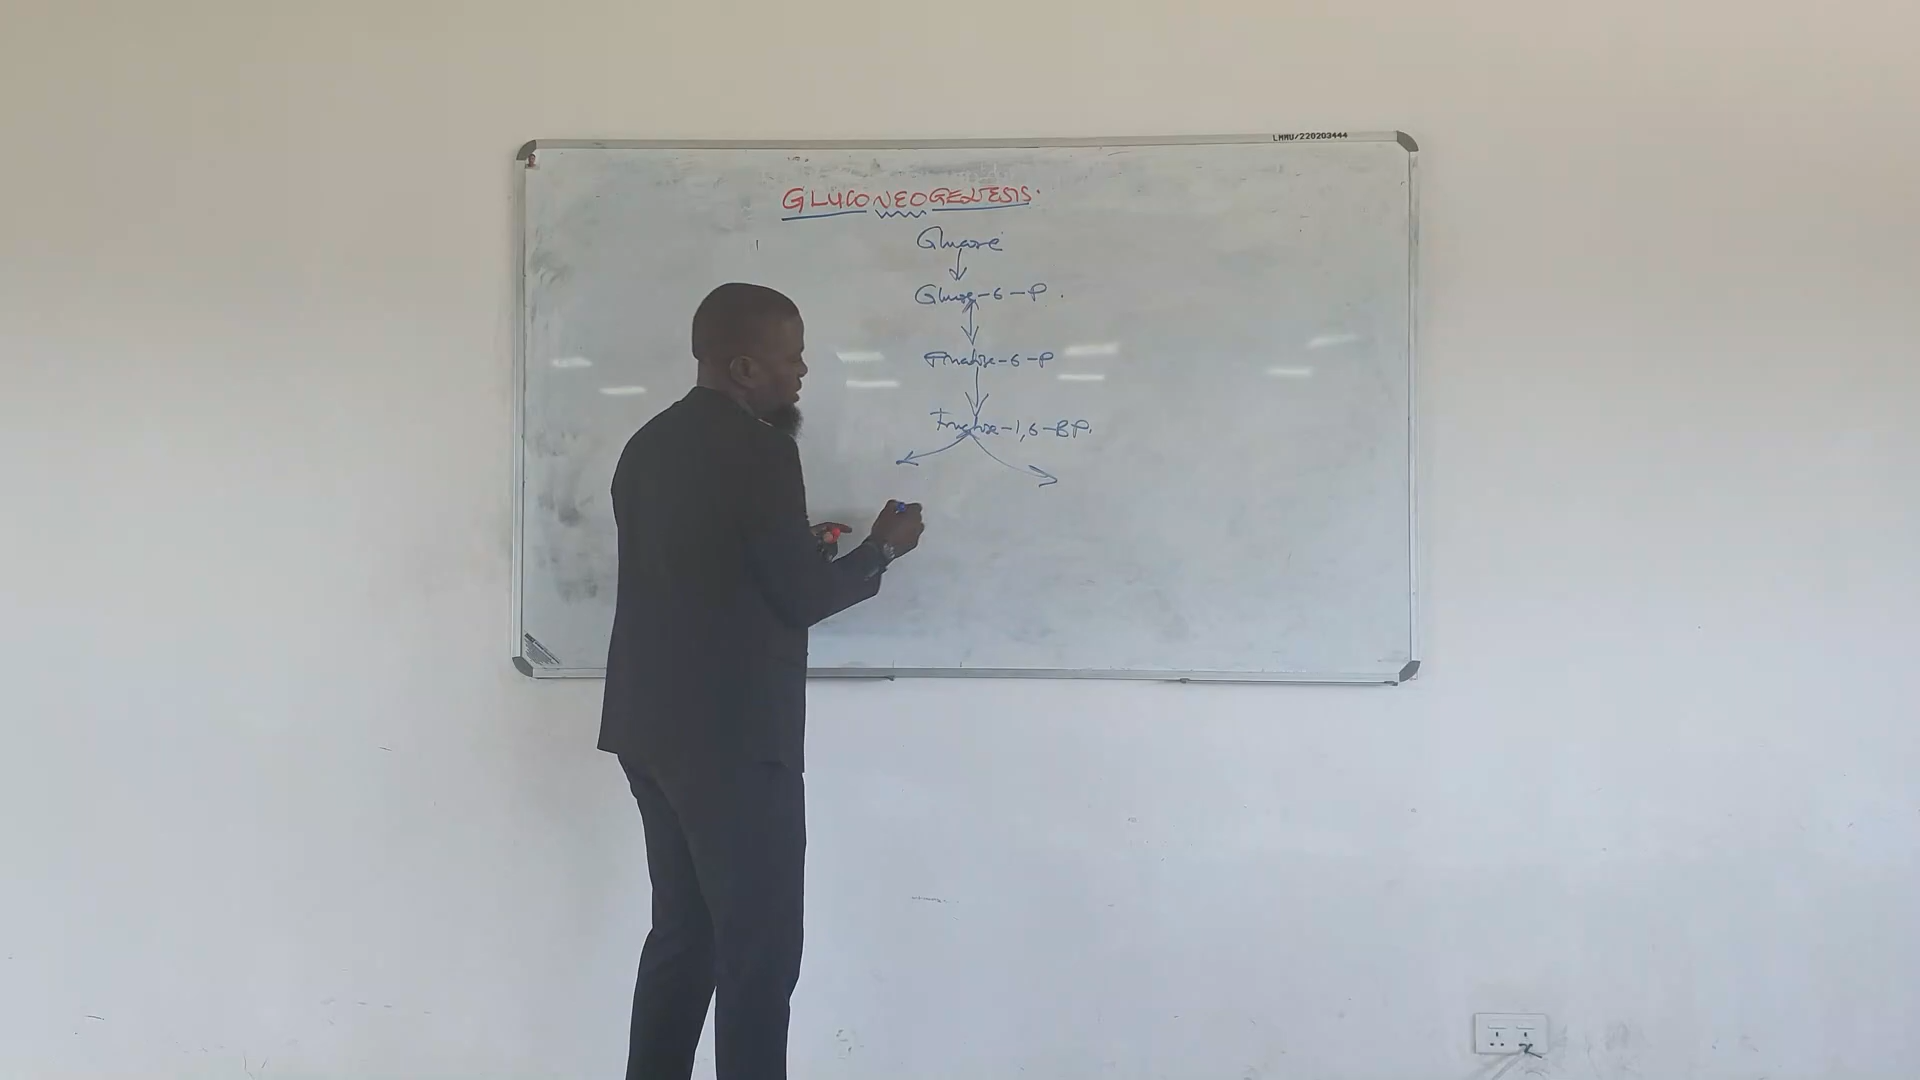 LMMU/220203444
GLUCONEOGENESIS.
Glucose
Glucose-6-P.
Fructose-6-P
Fructose-1,6-BP.